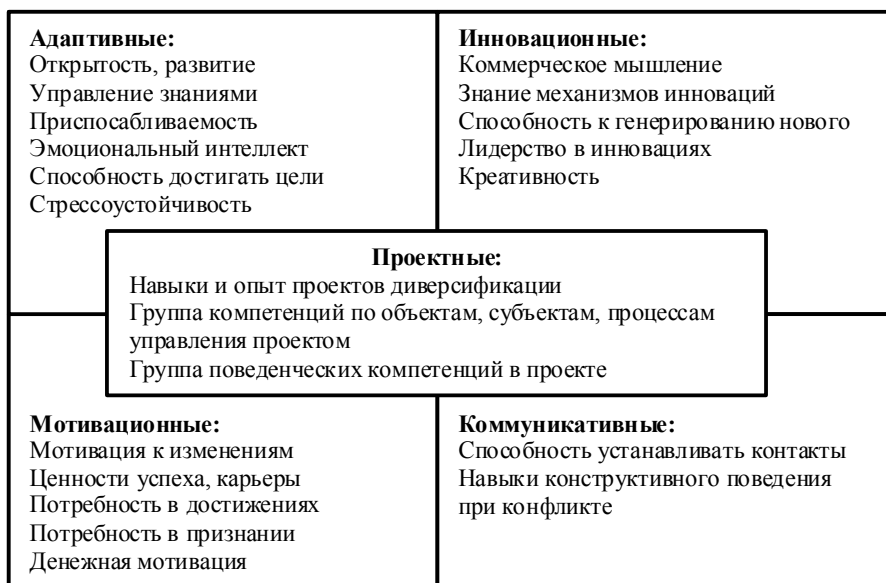 Адаптивные:
Открытость, развитие
Управление знаниями
Приспосабливаемость
Эмоциональный интеллект
Способность достигать цели
Стрессоустойчивость
Инновационные:
Коммерческое мышление
Знание механизмов инноваций
Способность к генерированию нового
Лидерство в инновациях
Креативность
Проектные:
Навыки и опыт проектов диверсификации
Группа компетенций по объектам, субъектам, процессам
управления проектом
Группа поведенческих компетенций в проекте
Мотивационные:
Мотивация к изменениям
Ценности успеха, карьеры
Потребность в достижениях
Потребность в признании
Денежная мотивация
Коммуникативные:
Способность устанавливать контакты
Навыки конструктивного поведения
при конфликте